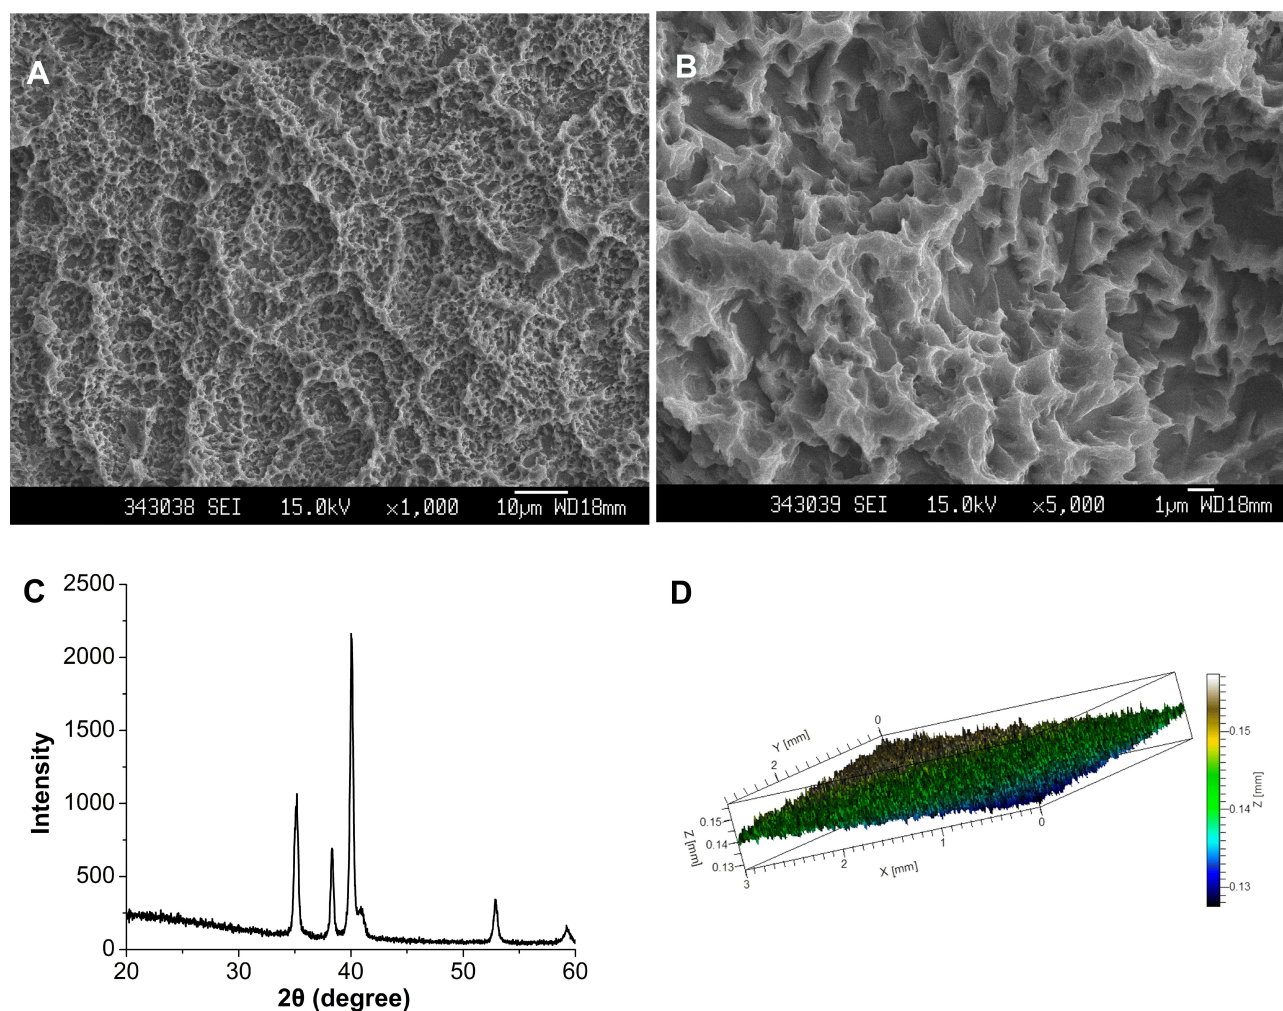 A
343038 SEI 15.0kV ×1,000 10µm WD18mm
B
343039 SEI 15.0kV ×5,000 1µm WD18mm
C
Intensity
2500
2000
1500
1000
500
0
20 30 40 50 60
2θ (degree)
D
0
Y [mm]
2
0.15
0.14
0.13
Z [mm]
3
2
1
0
X [mm]
0.15
0.14
0.13
Z [mm]